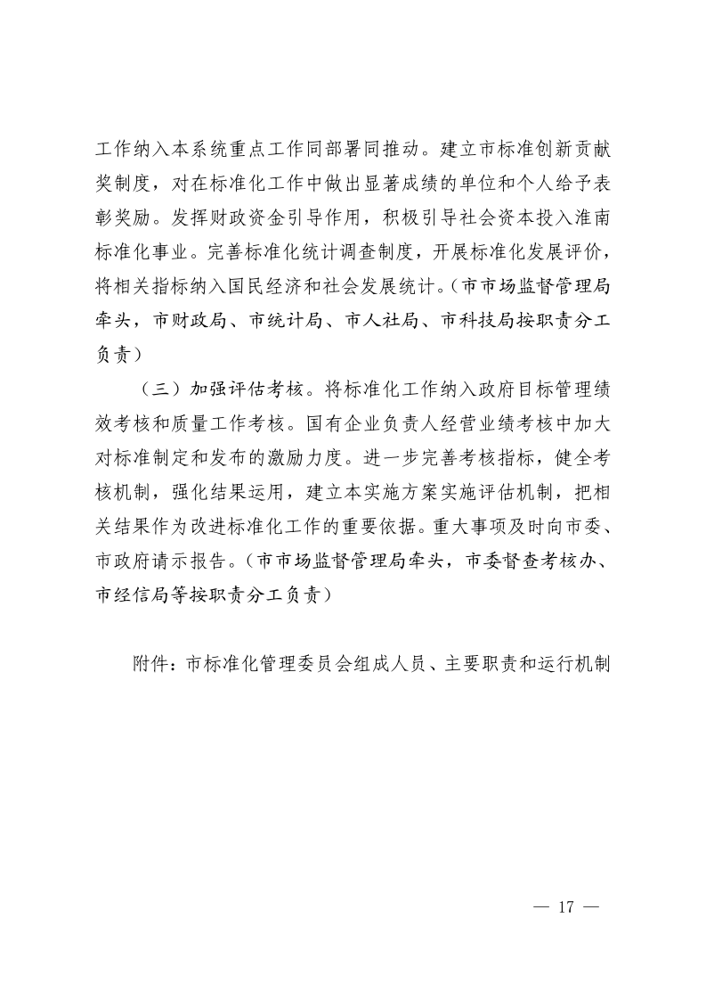 工作纳入本系统重点工作同部署同推动。建立市标准创新贡献
奖制度，对在标准化工作中做出显著成绩的单位和个人给予表
彰奖励。发挥财政资金引导作用，积极引导社会资本投入淮南
标准化事业。完善标准化统计调查制度，开展标准化发展评价，
将相关指标纳入国民经济和社会发展统计。（市市场监督管理局
牵头，市财政局、市统计局、市人社局、市科技局按职责分工
负责）
（三）加强评估考核。将标准化工作纳入政府目标管理绩
效考核和质量工作考核。国有企业负责人经营业绩考核中加大
对标准制定和发布的激励力度。进一步完善考核指标，健全考
核机制，强化结果运用，建立本实施方案实施评估机制，把相
关结果作为改进标准化工作的重要依据。重大事项及时向市委、
市政府请示报告。（市市场监督管理局牵头，市委督查考核办、
市经信局等按职责分工负责）
附件：市标准化管理委员会组成人员、主要职责和运行机制
— 17 —